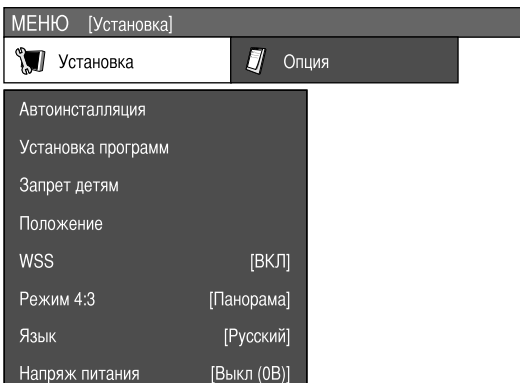 МЕНЮ [Установка]
Установка Опция
Автоинсталляция
Установка программ
Запрет детям
Положение
WSS [ВКЛ]
Режим 4:3 [Панорама]
Язык [Русский]
Напряж питания [Выкл (0В)]